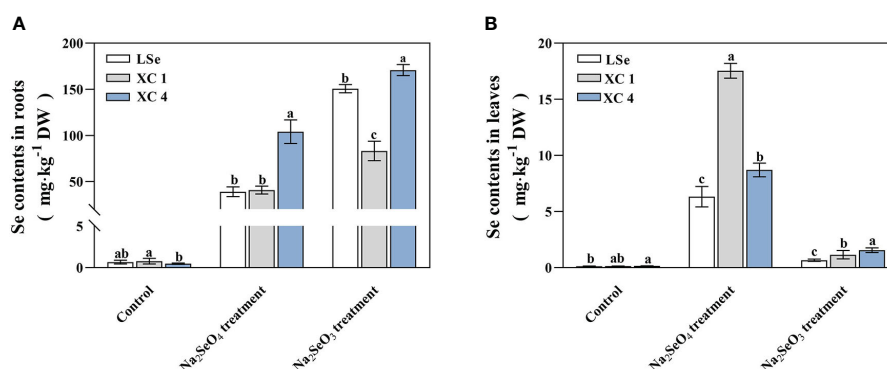 A
Se contents in roots
( mg·kg⁻¹ DW )
200
150
100
50
5
0
LSe
XC 1
XC 4
ab
a
b
b
b
a
b
c
a
Control
Na₂SeO₄ treatment
Na₂SeO₃ treatment
B
Se contents in leaves
( mg·kg⁻¹ DW )
20
15
10
5
0
LSe
XC 1
XC 4
b
ab
a
c
a
b
c
b
a
Control
Na₂SeO₄ treatment
Na₂SeO₃ treatment